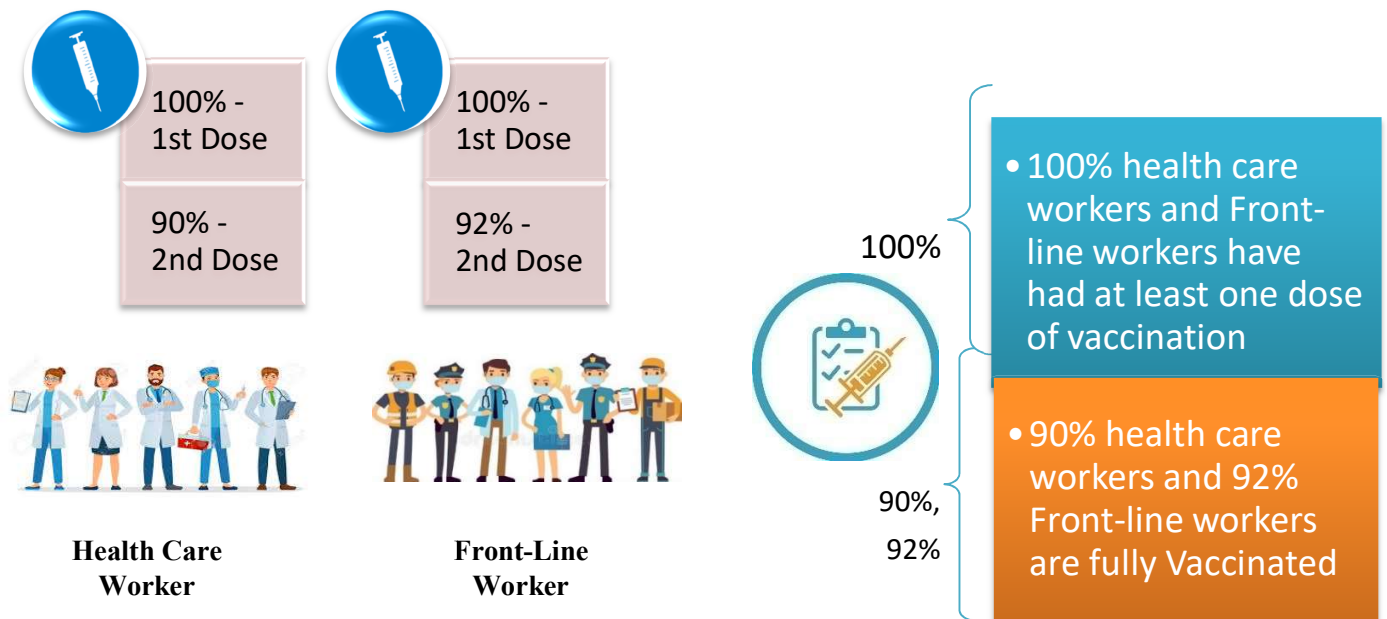 100% -
1st Dose
90% -
2nd Dose
Health Care
Worker
100% -
1st Dose
92% -
2nd Dose
Front-Line
Worker
100%
90%,
92%
• 100% health care
workers and Front-
line workers have
had at least one dose
of vaccination
• 90% health care
workers and 92%
Front-line workers
are fully Vaccinated